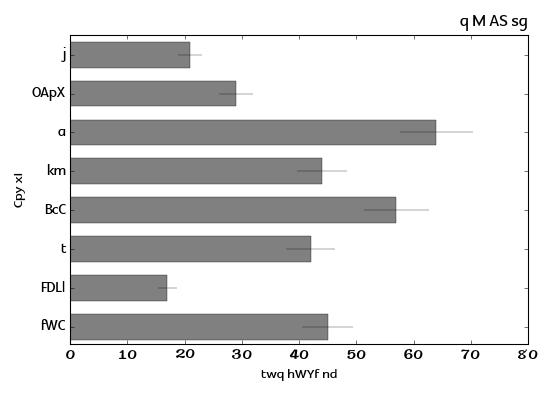 q M AS sg
j
OApX
a
km
BcC
t
FDLl
fWC
Cpy xl
0 10 20 30 40 50 60 70 80
twq hWYf nd